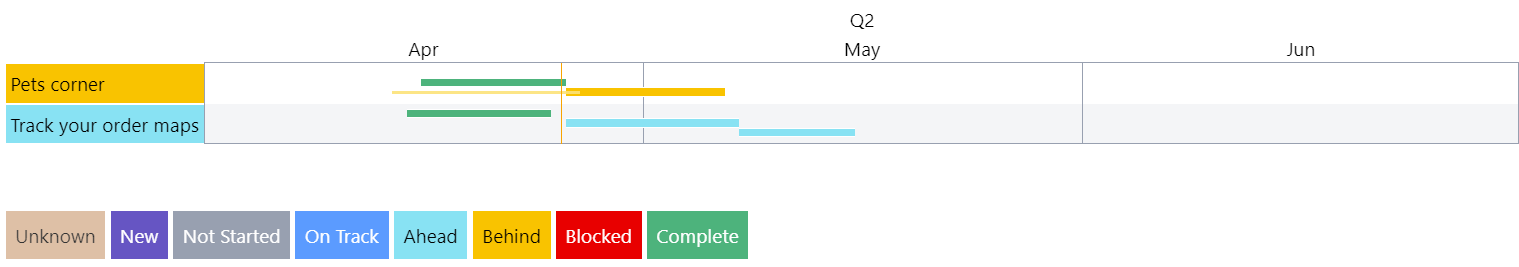 Q2
Apr May Jun
Pets corner
Track your order maps
Unknown New Not Started On Track Ahead Behind Blocked Complete